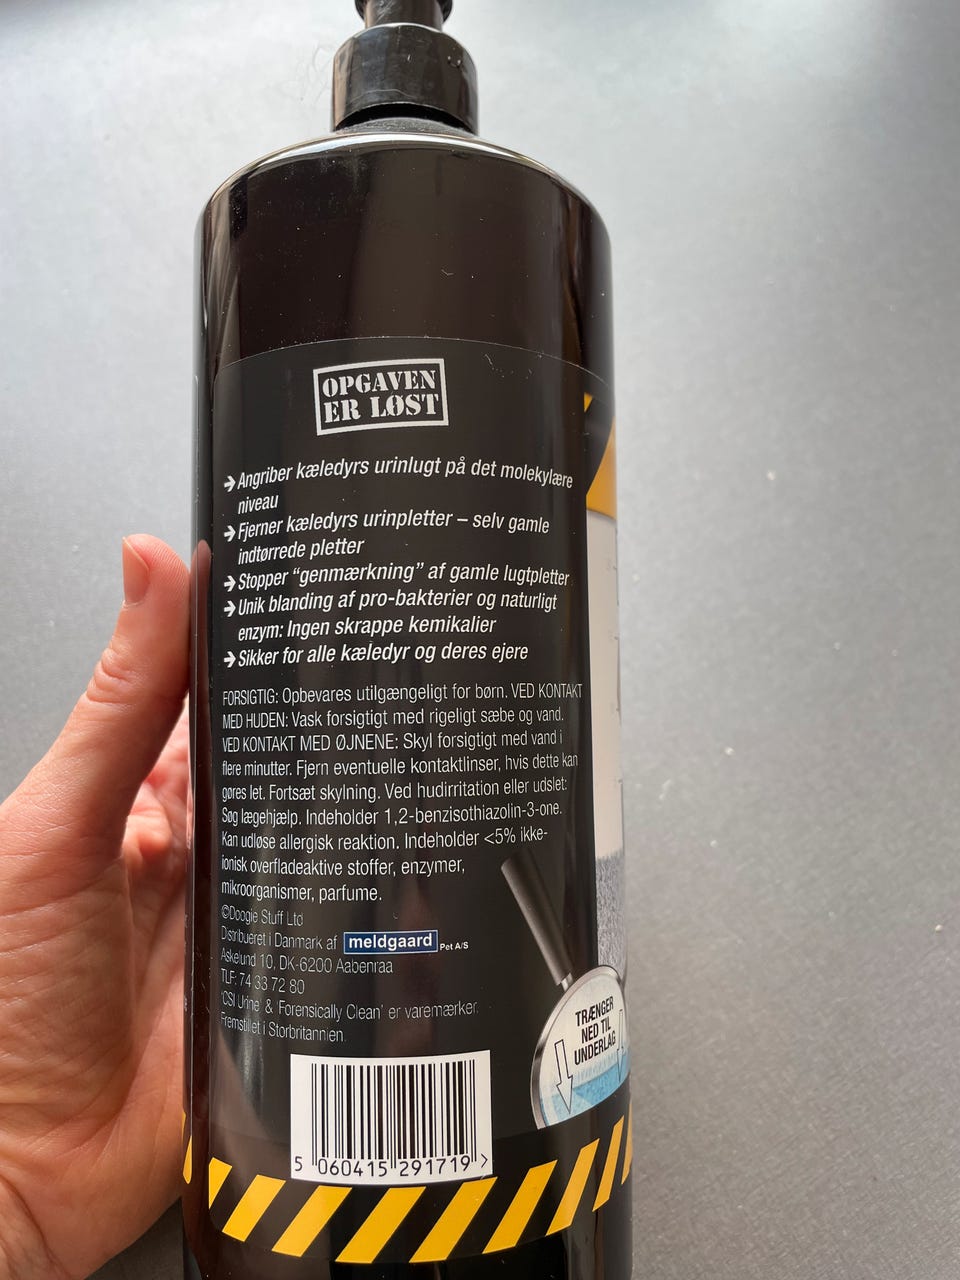 OPGAVEN
ER LØST
→ Angriber kæledyrs urinlugt på det molekylære
niveau
→ Fjerner kæledyrs urinpletter – selv gamle
indtørrede pletter
→ Stopper “genmærkning” af gamle lugtpletter
→ Unik blanding af pro-bakterier og naturligt
enzym: Ingen skrappe kemikalier
→ Sikker for alle kæledyr og deres ejere
FORSIGTIG: Opbevares utilgængeligt for børn. VED KONTAKT
MED HUDEN: Vask forsigtigt med rigeligt sæbe og vand.
VED KONTAKT MED ØJNENE: Skyl forsigtigt med vand i
flere minutter. Fjern eventuelle kontaktlinser, hvis dette kan
gøres let. Fortsæt skylning. Ved hudirritation eller udslet:
Søg lægehjælp. Indeholder 1,2-benzisothiazolin-3-one.
Kan udløse allergisk reaktion. Indeholder <5% ikke-
ionisk overfladeaktive stoffer, enzymer,
mikroorganismer, parfume.
©Doogie Stuff Ltd
Distribueret i Danmark af meldgaard Pet A/S
Askelund 10, DK-6200 Aabenraa
TLF: 74 33 72 80
'CSI Urine' & 'Forensically Clean' er varemærker.
Fremstillet i Storbritannien.
TRÆNGER
NED TIL
UNDERLAG
5 060415 291719 >